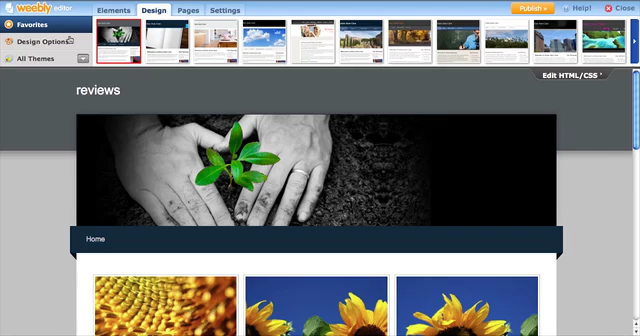 weebly editor
Elements Design Pages Settings
Publish » Help! Close
Favorites
Design Options
All Themes
Edit HTML/CSS
reviews
Home